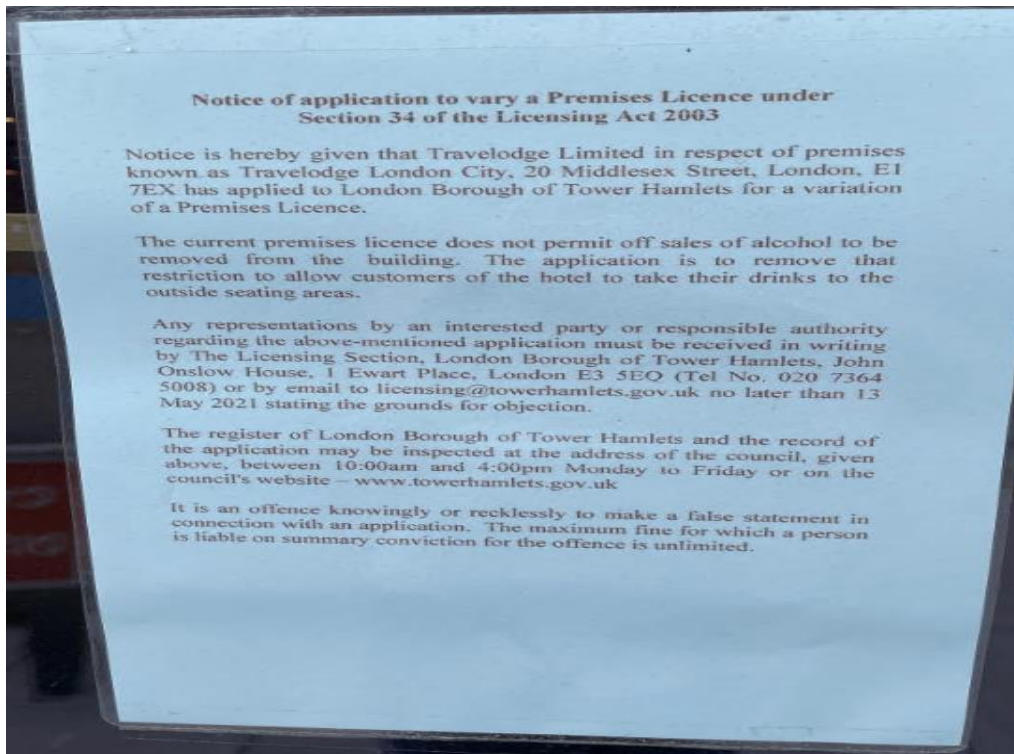 Notice of application to vary a Premises Licence under
Section 34 of the Licensing Act 2003
Notice is hereby given that Travelodge Limited in respect of premises
known as Travelodge London City, 20 Middlesex Street, London, E1
7EX has applied to London Borough of Tower Hamlets for a variation
of a Premises Licence.
The current premises licence does not permit off sales of alcohol to be
removed from the building. The application is to remove that
restriction to allow customers of the hotel to take their drinks to the
outside seating areas.
Any representations by an interested party or responsible authority
regarding the above-mentioned application must be received in writing
by The Licensing Section, London Borough of Tower Hamlets, John
Onslow House, 1 Ewart Place, London E3 5EQ (Tel No. 020 7364
5008) or by email to licensing@towerhamlets.gov.uk no later than 13
May 2021 stating the grounds for objection.
The register of London Borough of Tower Hamlets and the record of
the application may be inspected at the address of the council, given
above, between 10:00am and 4:00pm Monday to Friday or on the
council's website – www.towerhamlets.gov.uk
It is an offence knowingly or recklessly to make a false statement in
connection with an application. The maximum fine for which a person
is liable on summary conviction for the offence is unlimited.